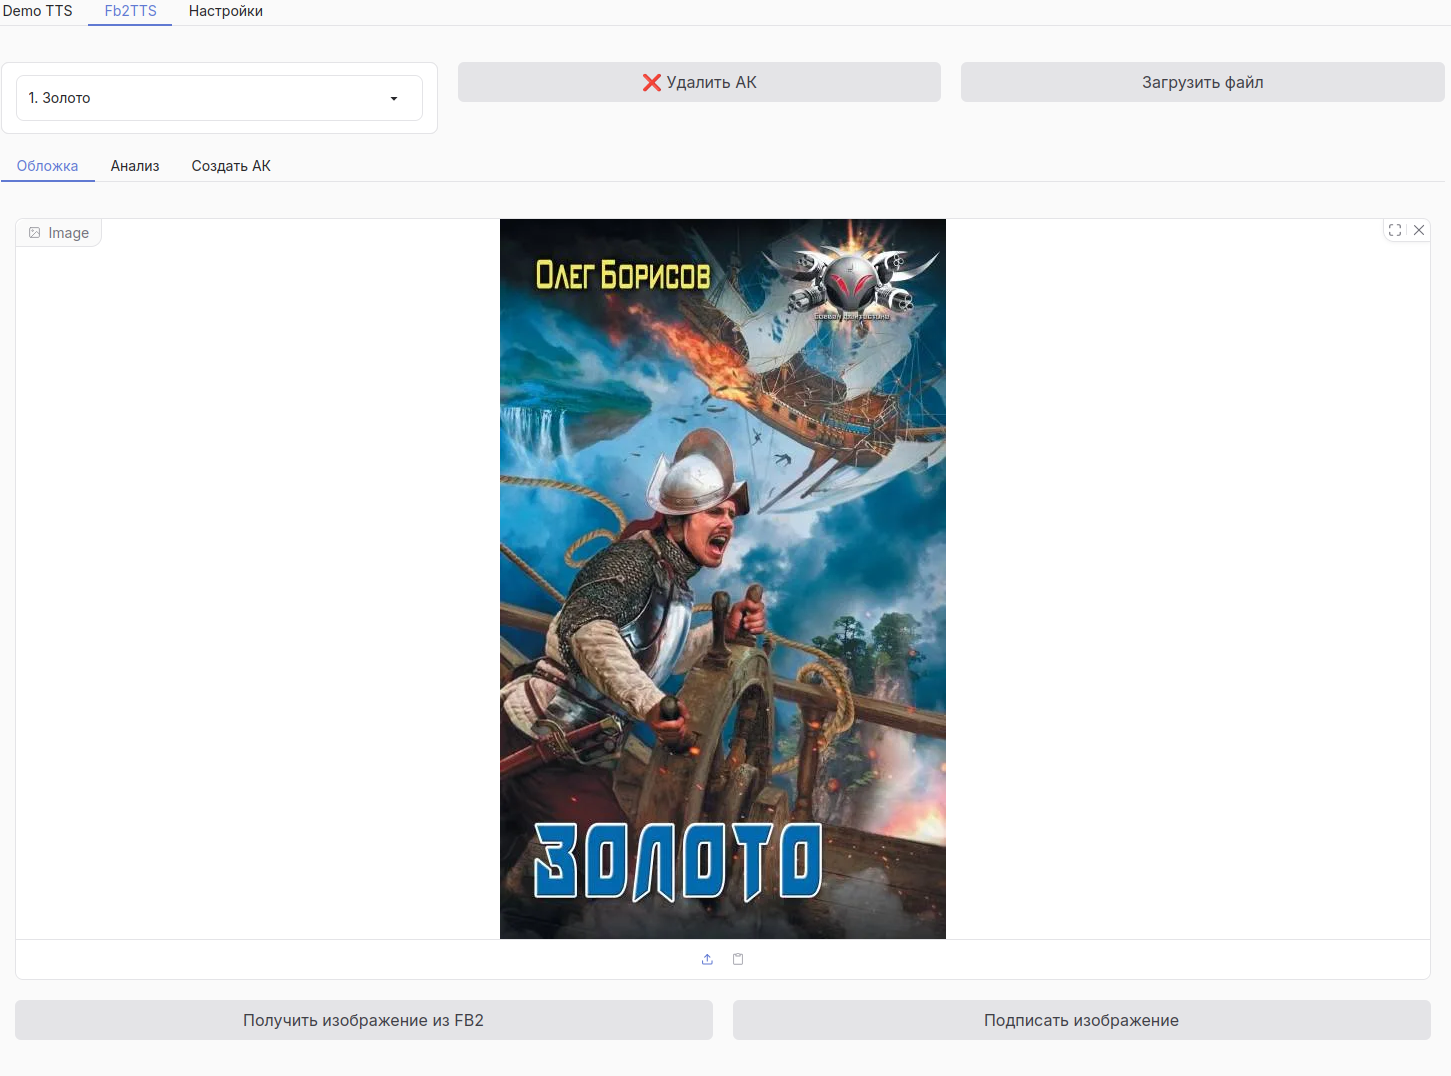 Demo TTS
Fb2TTS
Настройки
1. Золото
❌ Удалить АК
Загрузить файл
Обложка
Анализ
Создать АК
Image
Олег Борисов
Боевая фантастика
ЗОЛОТО
Получить изображение из FB2
Подписать изображение